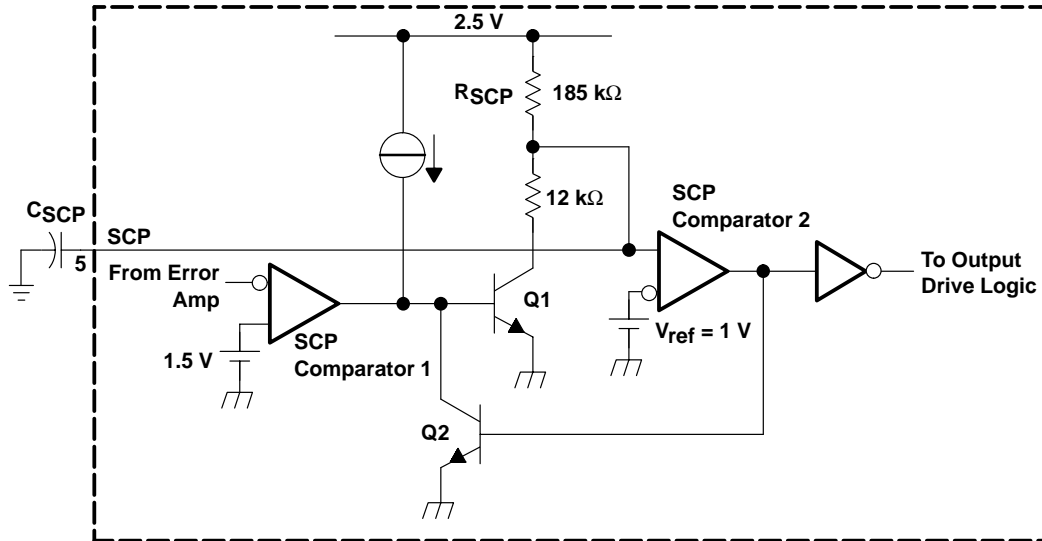 2.5 V
RSCP
185 kΩ
12 kΩ
CSCP
SCP
5
SCP
Comparator 2
From Error
Amp
Q1
To Output
Drive Logic
Vref = 1 V
1.5 V
SCP
Comparator 1
Q2